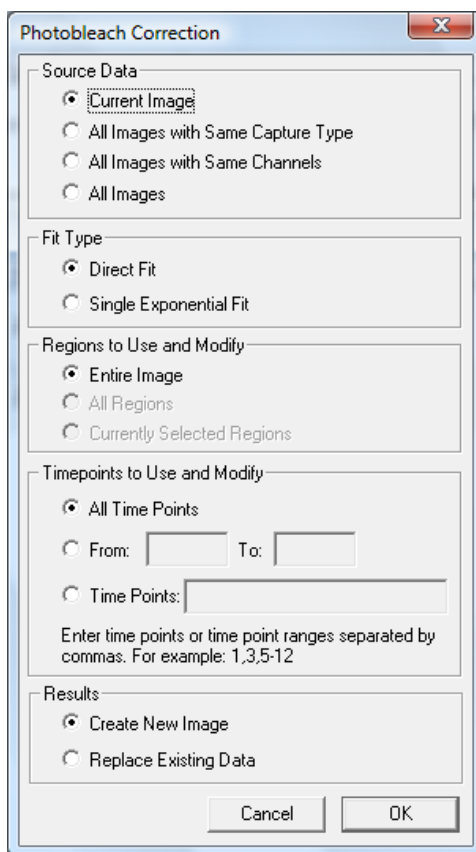 Photobleach Correction
Source Data
Current Image
All Images with Same Capture Type
All Images with Same Channels
All Images
Fit Type
Direct Fit
Single Exponential Fit
Regions to Use and Modify
Entire Image
All Regions
Currently Selected Regions
Timepoints to Use and Modify
All Time Points
From: To:
Time Points:
Enter time points or time point ranges separated by
commas. For example: 1,3,5-12
Results
Create New Image
Replace Existing Data
Cancel OK